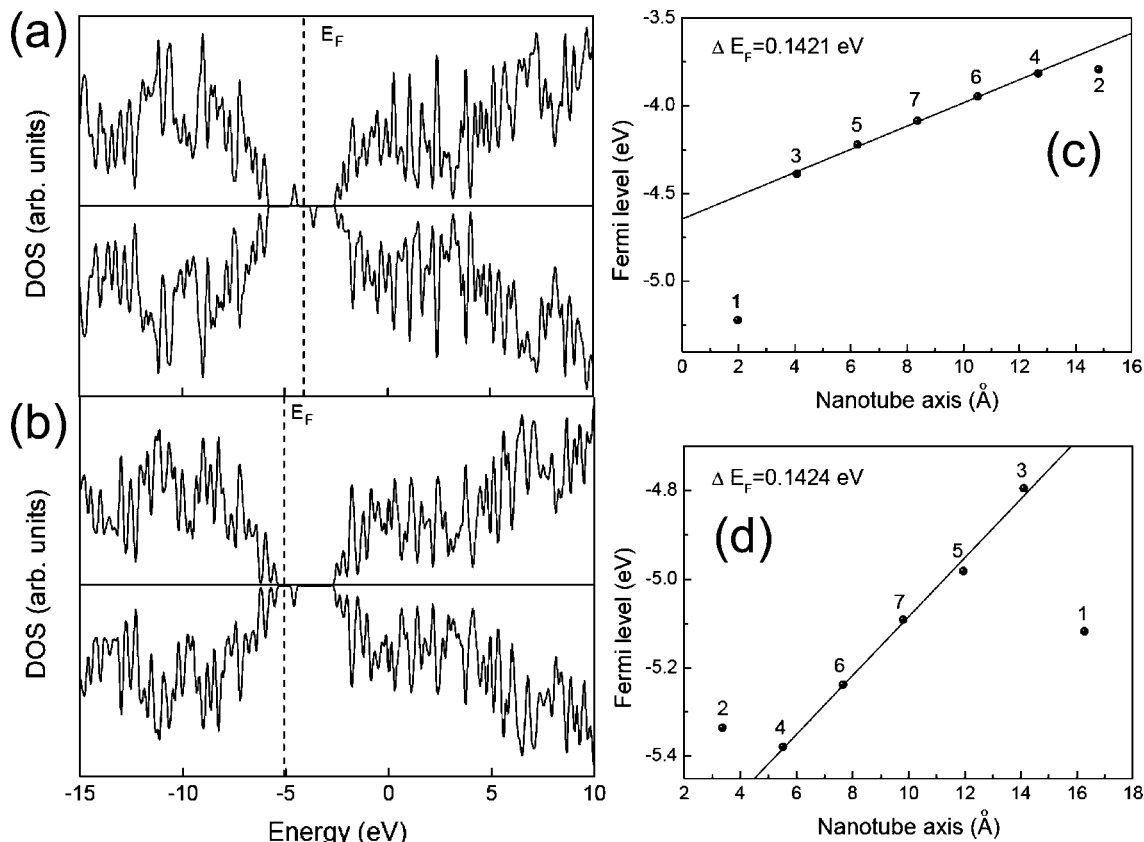 (a)
E_F
DOS (arb. units)
(b)
E_F
DOS (arb. units)
-15 -10 -5 0 5 10
Energy (eV)
(c)
Δ E_F=0.1421 eV
-3.5
-4.0
-4.5
-5.0
Fermi level (eV)
1
3
5
7
6
4
2
0 2 4 6 8 10 12 14 16
Nanotube axis (Å)
(d)
Δ E_F=0.1424 eV
-4.8
-5.0
-5.2
-5.4
Fermi level (eV)
2
4
6
7
5
3
1
2 4 6 8 10 12 14 16 18
Nanotube axis (Å)